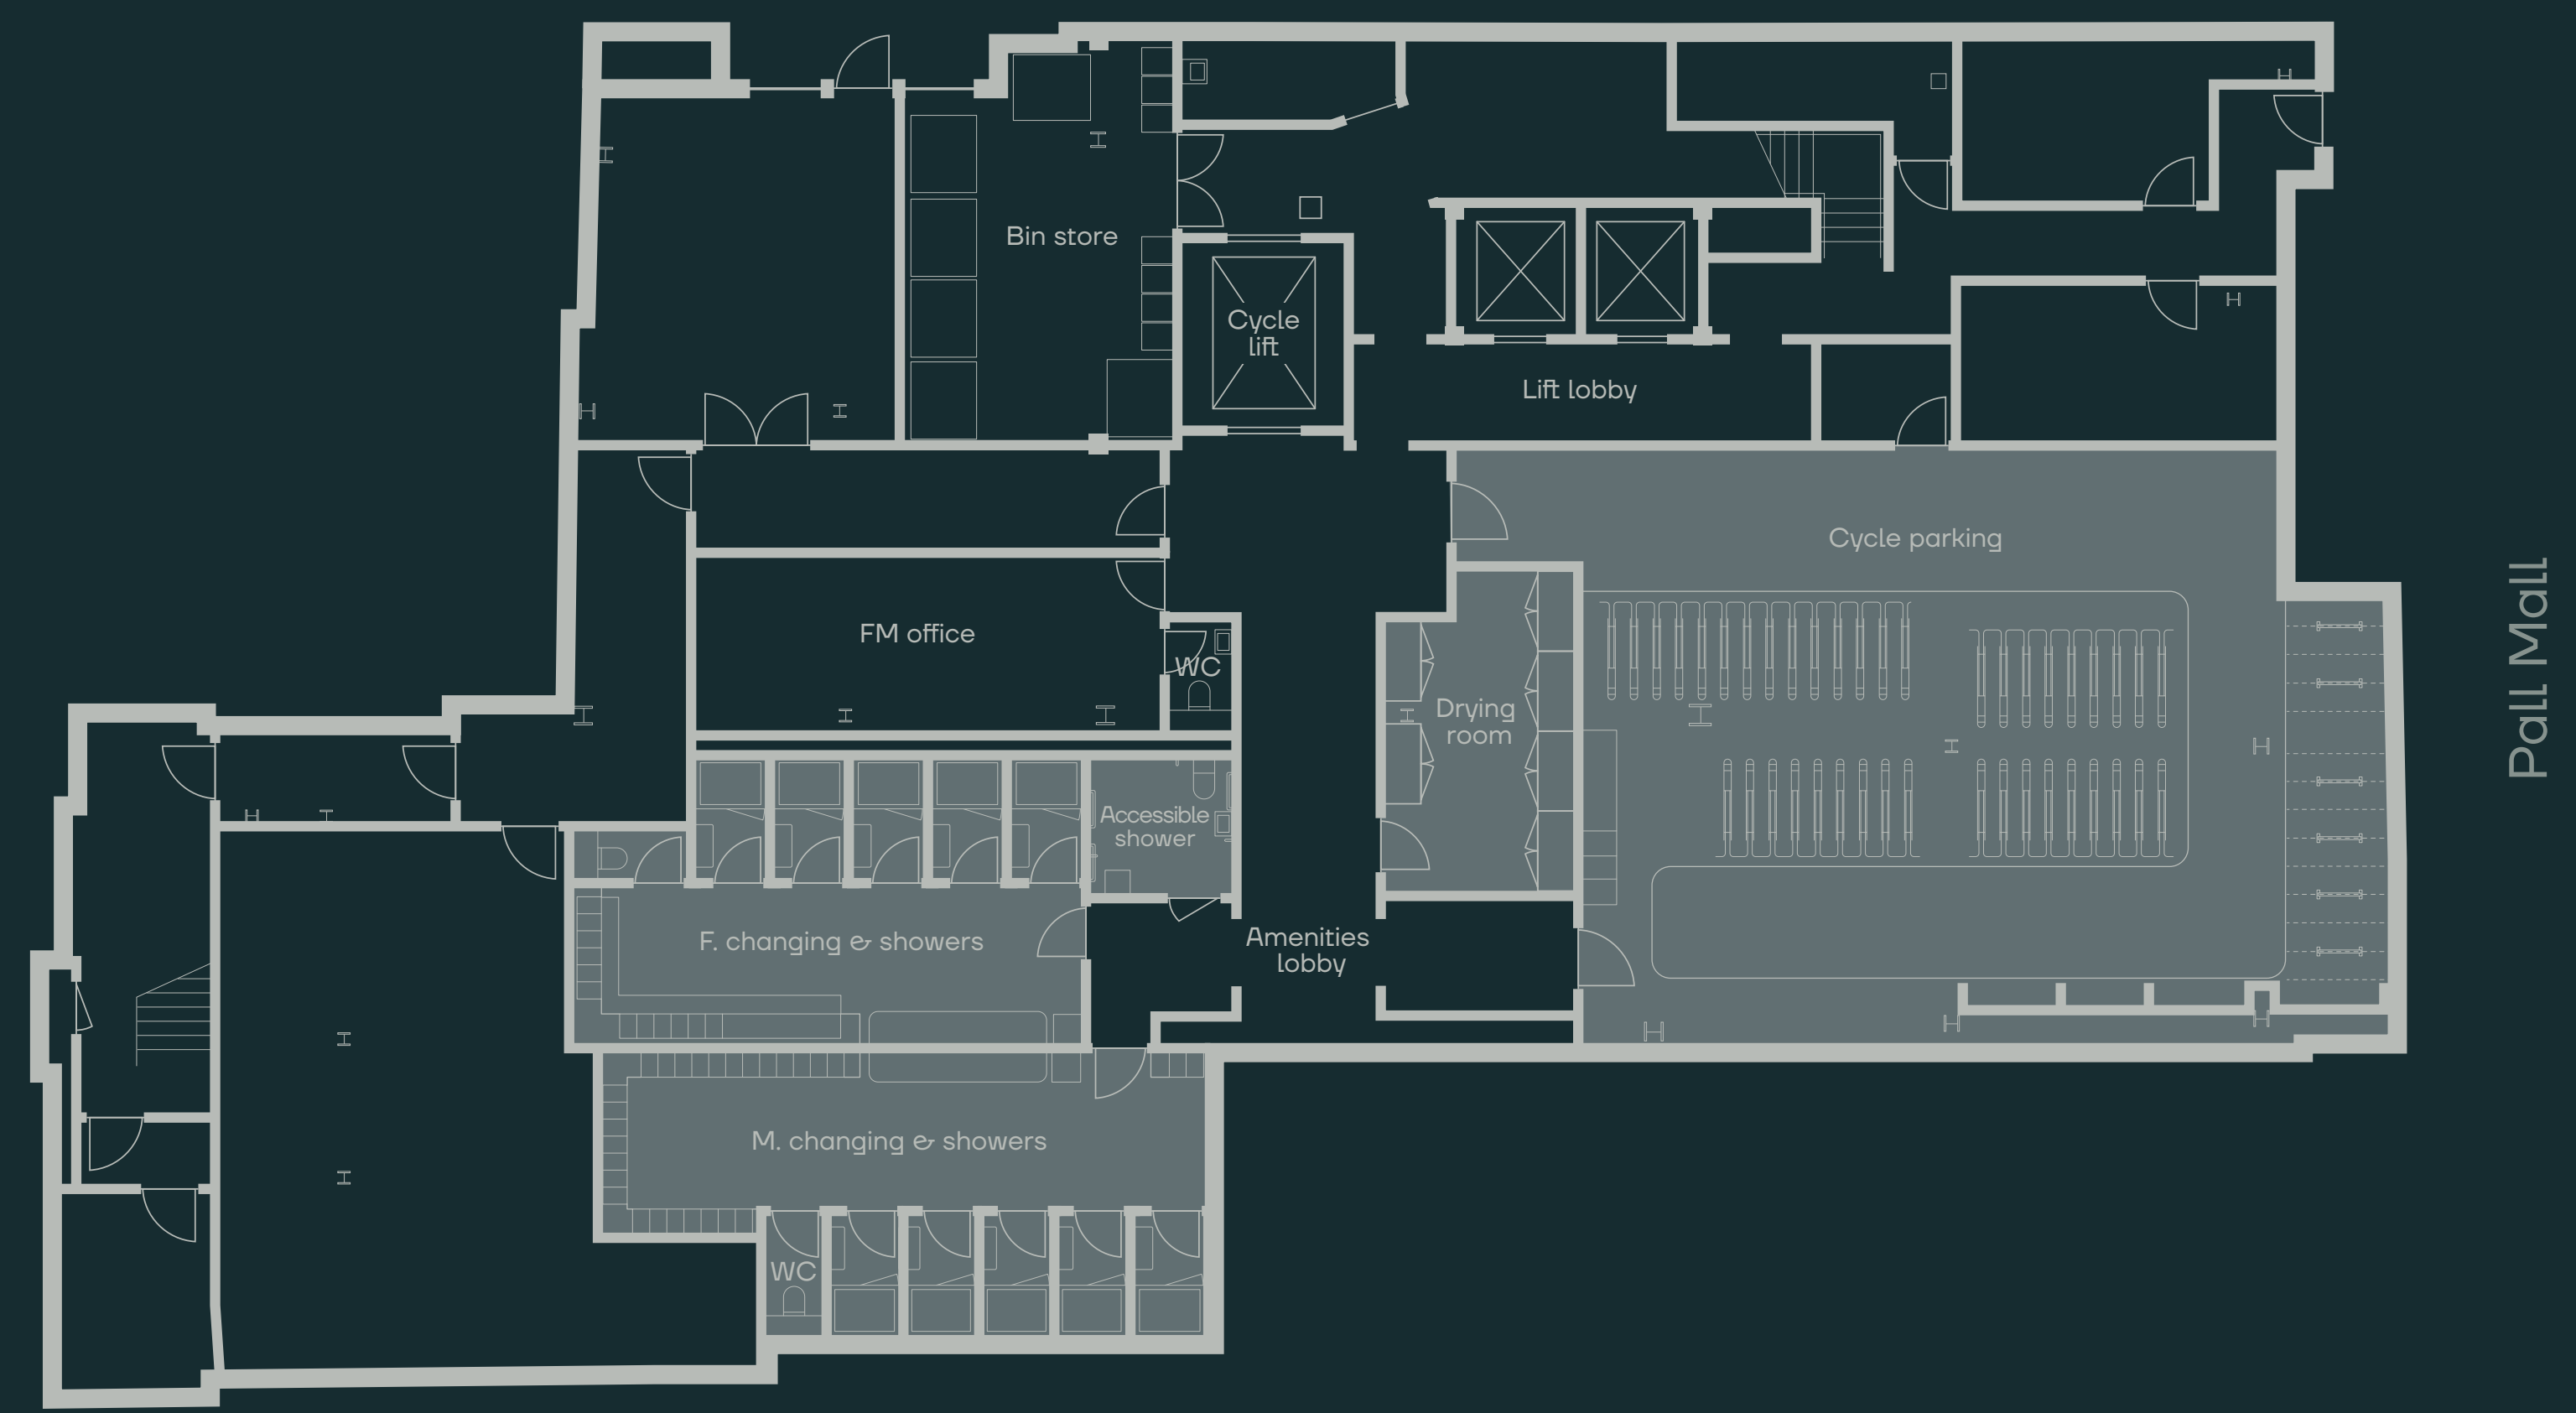 Bin store
Cycle
lift
Lift lobby
Cycle parking
FM office
WC
Drying
room
Pall Mall
Accessible
shower
F. changing & showers
Amenities
lobby
M. changing & showers
WC